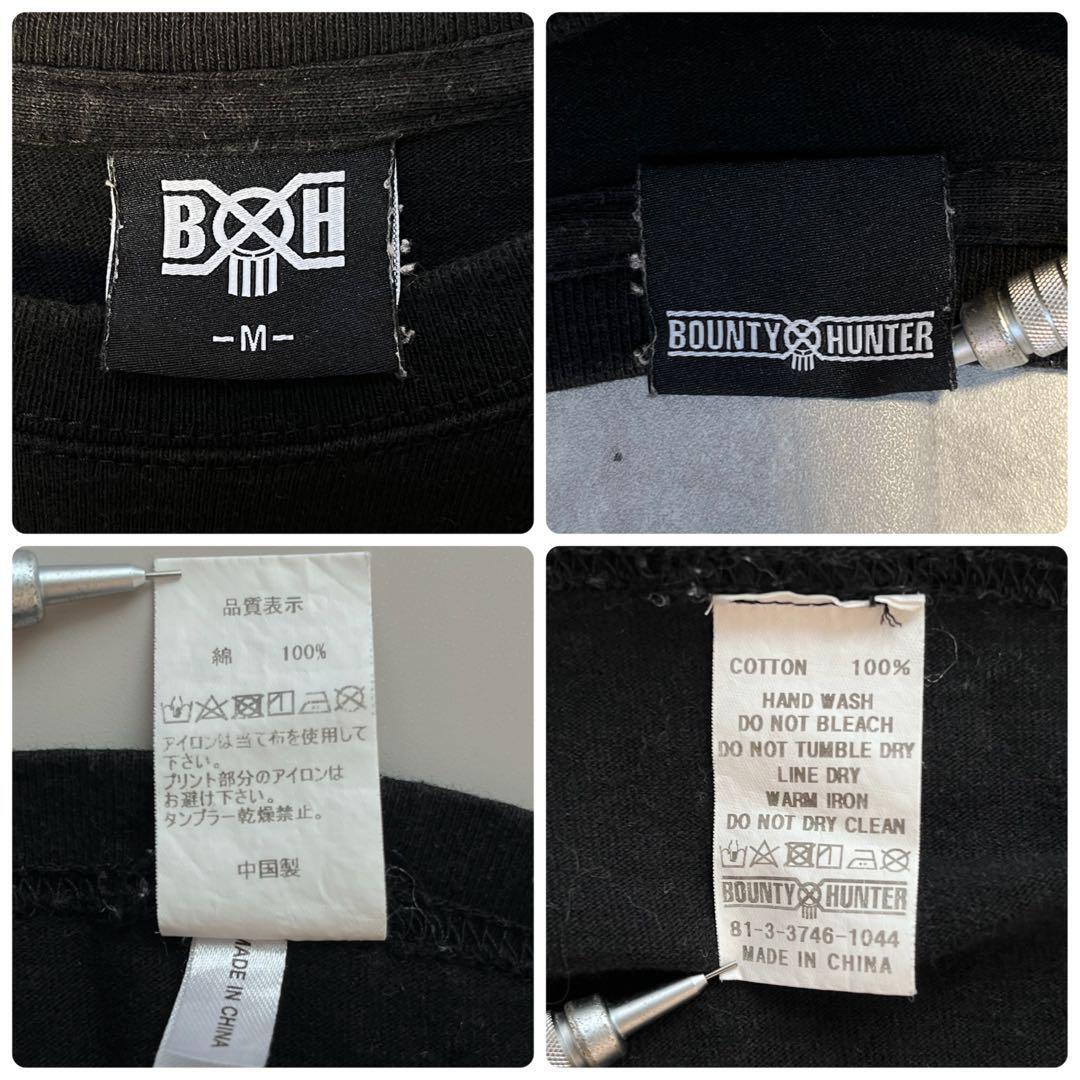 BH
-M-
BOUNTY HUNTER
品質表示
綿 100%
アイロンは当て布を使用して
下さい。
プリント部分のアイロンは
お避け下さい。
タンブラー乾燥禁止。
中国製
MADE IN CHINA
COTTON 100%
HAND WASH
DO NOT BLEACH
DO NOT TUMBLE DRY
LINE DRY
WARM IRON
DO NOT DRY CLEAN
BOUNTY HUNTER
81-3-3746-1044
MADE IN CHINA